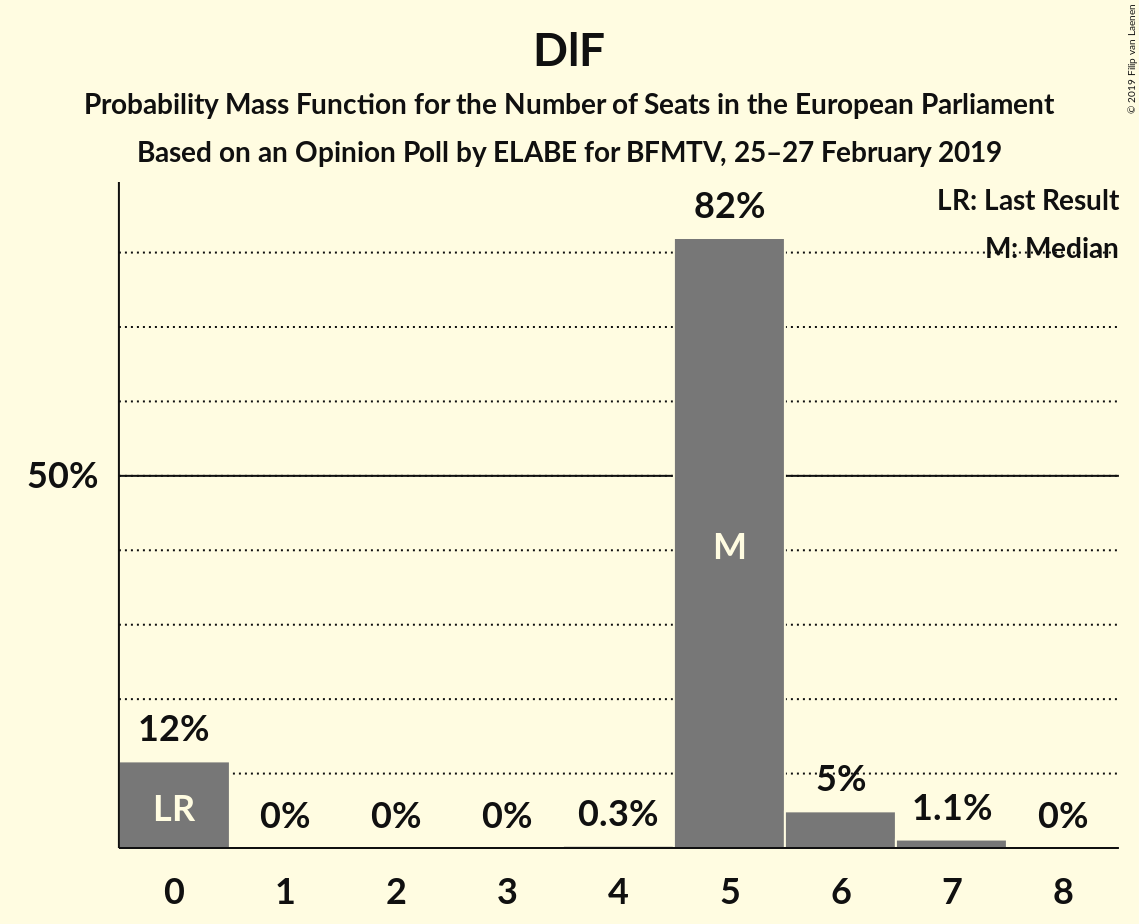 DlF
Probability Mass Function for the Number of Seats in the European Parliament
Based on an Opinion Poll by ELABE for BFMTV, 25–27 February 2019
© 2019 Filip van Laenen
LR: Last Result
M: Median
82%
50%
M
12%
LR
0%
0%
0%
0.3%
5%
1.1%
0%
0
1
2
3
4
5
6
7
8